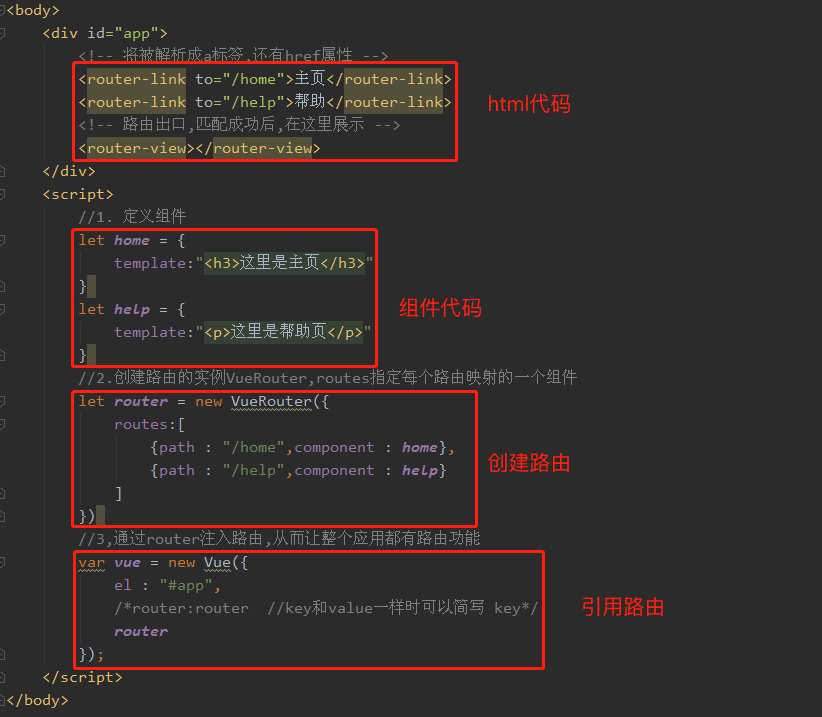 <body>
<div id="app">
<!-- 将被解析成a标签,还有href属性 -->
<router-link to="/home">主页</router-link>
<router-link to="/help">帮助</router-link>
html代码
<!-- 路由出口,匹配成功后,在这里展示 -->
<router-view></router-view>
</div>
<script>
//1. 定义组件
let home = {
template:"<h3>这里是主页</h3>"
}
let help = {
组件代码
template:"<p>这里是帮助页</p>"
}
//2.创建路由的实例VueRouter,routes指定每个路由映射的一个组件
let router = new VueRouter({
routes:[
{path : "/home",component : home},
{path : "/help",component : help}
创建路由
]
})
//3,通过router注入路由,从而让整个应用都有路由功能
var vue = new Vue({
el : "#app",
/*router:router  //key和value一样时可以简写 key*/
引用路由
router
});
</script>
</body>